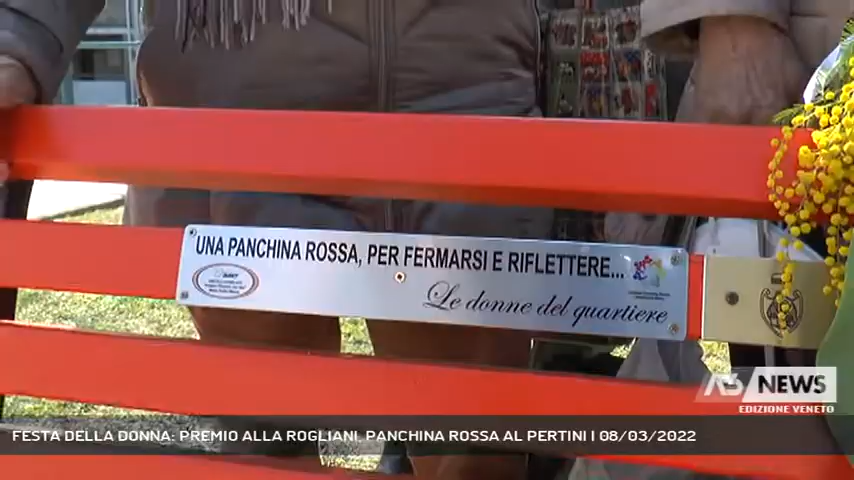 UNA PANCHINA ROSSA, PER FERMARSI E RIFLETTERE...
Le donne del quartiere
A3 NEWS
EDIZIONE VENETO
FESTA DELLA DONNA: PREMIO ALLA ROGLIANI, PANCHINA ROSSA AL PERTINI | 08/03/2022